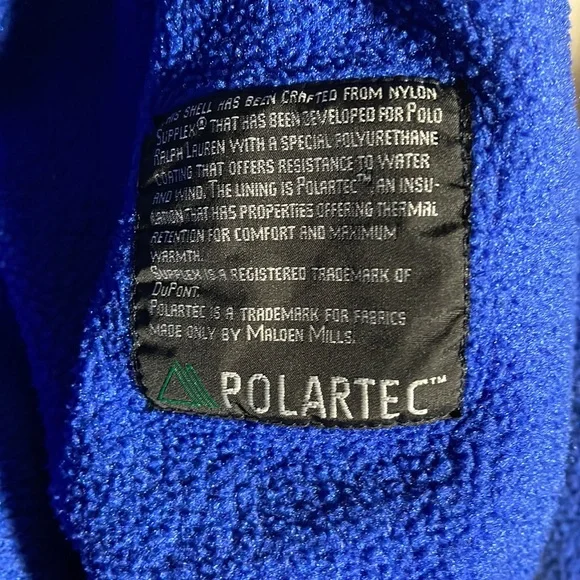 THIS SHELL HAS BEEN CRAFTED FROM NYLON
SUPPLEX® THAT HAS BEEN DEVELOPED FOR POLO
RALPH LAUREN WITH A SPECIAL POLYURETHANE
COATING THAT OFFERS RESISTANCE TO WATER
AND WIND. THE LINING IS POLARTEC™, AN INSU-
LATION THAT HAS PROPERTIES OFFERING THERMAL
RETENTION FOR COMFORT AND MAXIMUM
WARMTH.
SUPPLEX IS A REGISTERED TRADEMARK OF
DUPONT.
POLARTEC IS A TRADEMARK FOR FABRICS
MADE ONLY BY MALDEN MILLS.
POLARTEC™